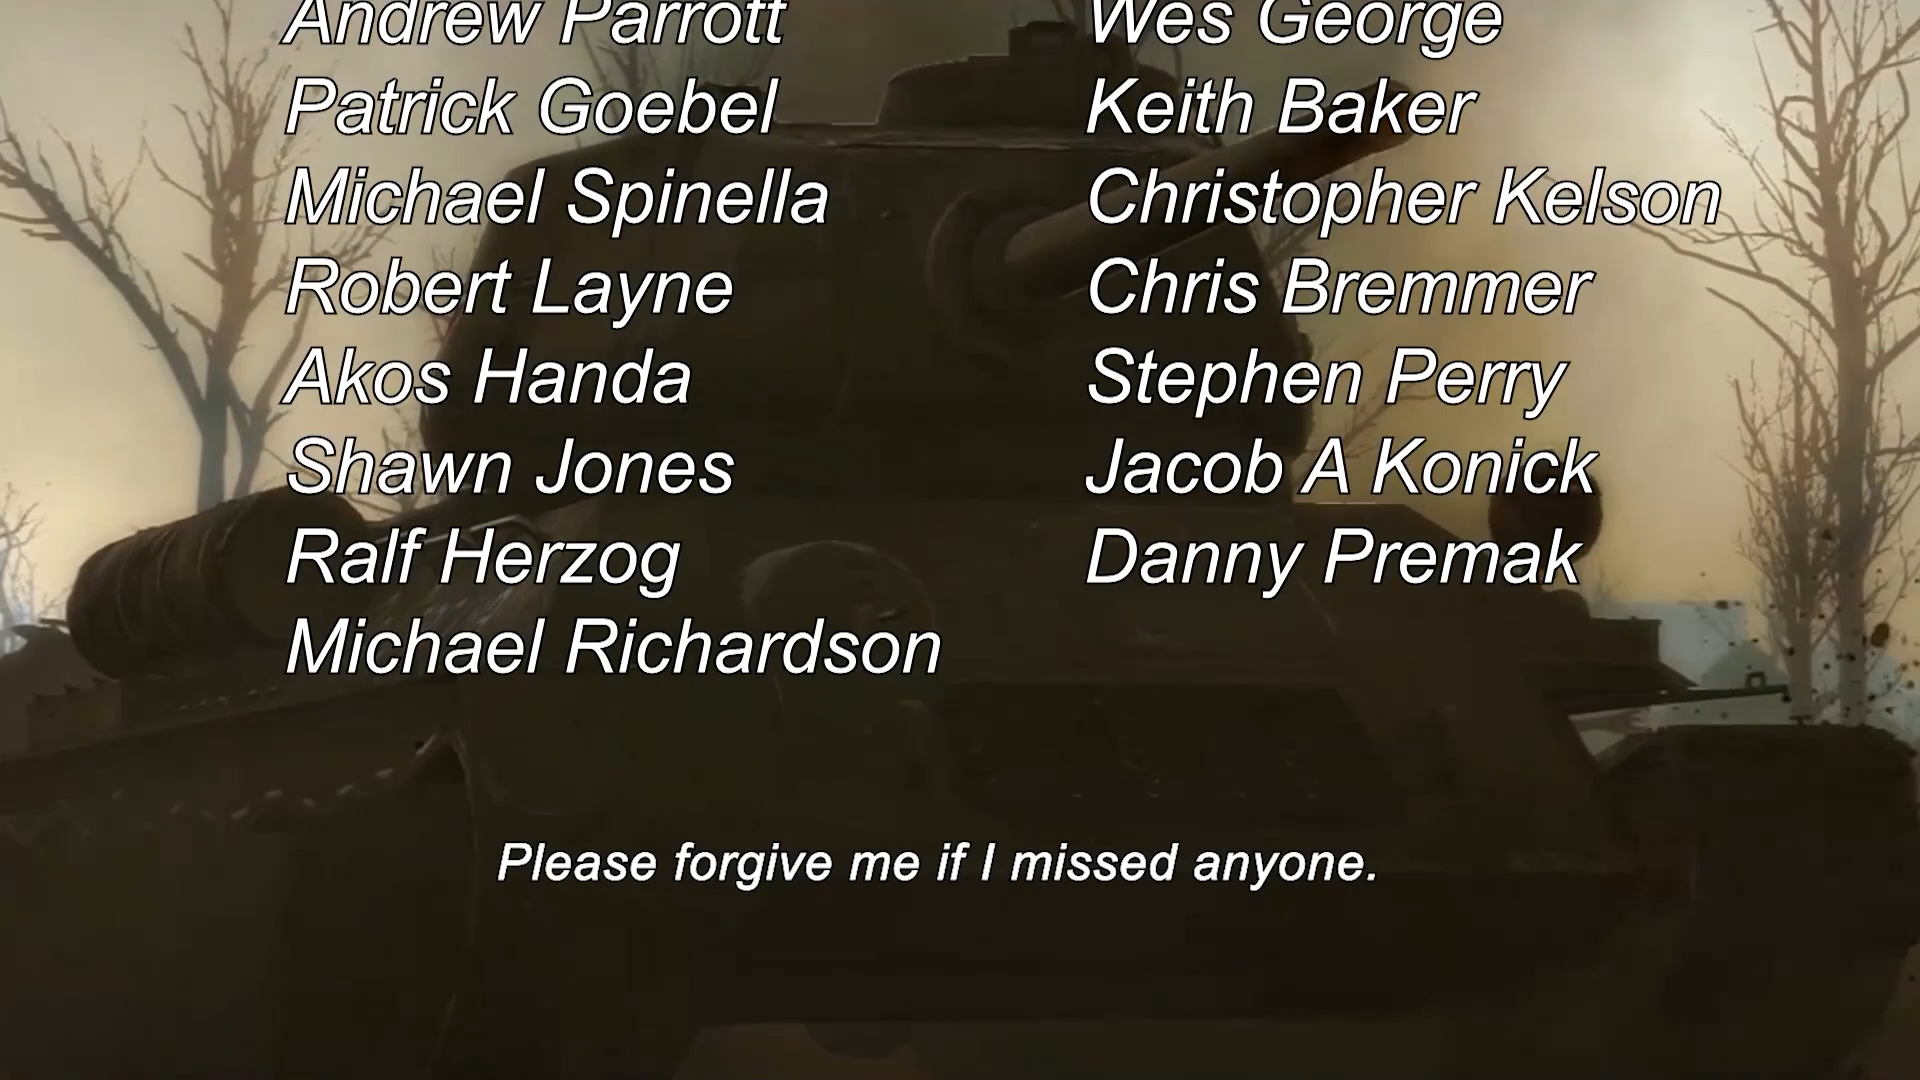 Andrew Parrott
Patrick Goebel
Michael Spinella
Robert Layne
Akos Handa
Shawn Jones
Ralf Herzog
Michael Richardson
Wes George
Keith Baker
Christopher Kelson
Chris Bremmer
Stephen Perry
Jacob A Konick
Danny Premak
Please forgive me if I missed anyone.